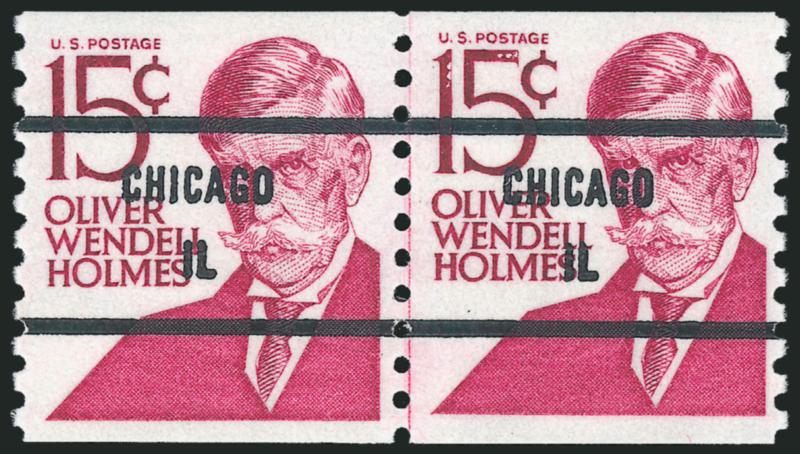 U.S. POSTAGE
15¢
CHICAGO
OLIVER
WENDELL
HOLMES
IL
U.S. POSTAGE
15¢
CHICAGO
OLIVER
WENDELL
HOLMES
IL